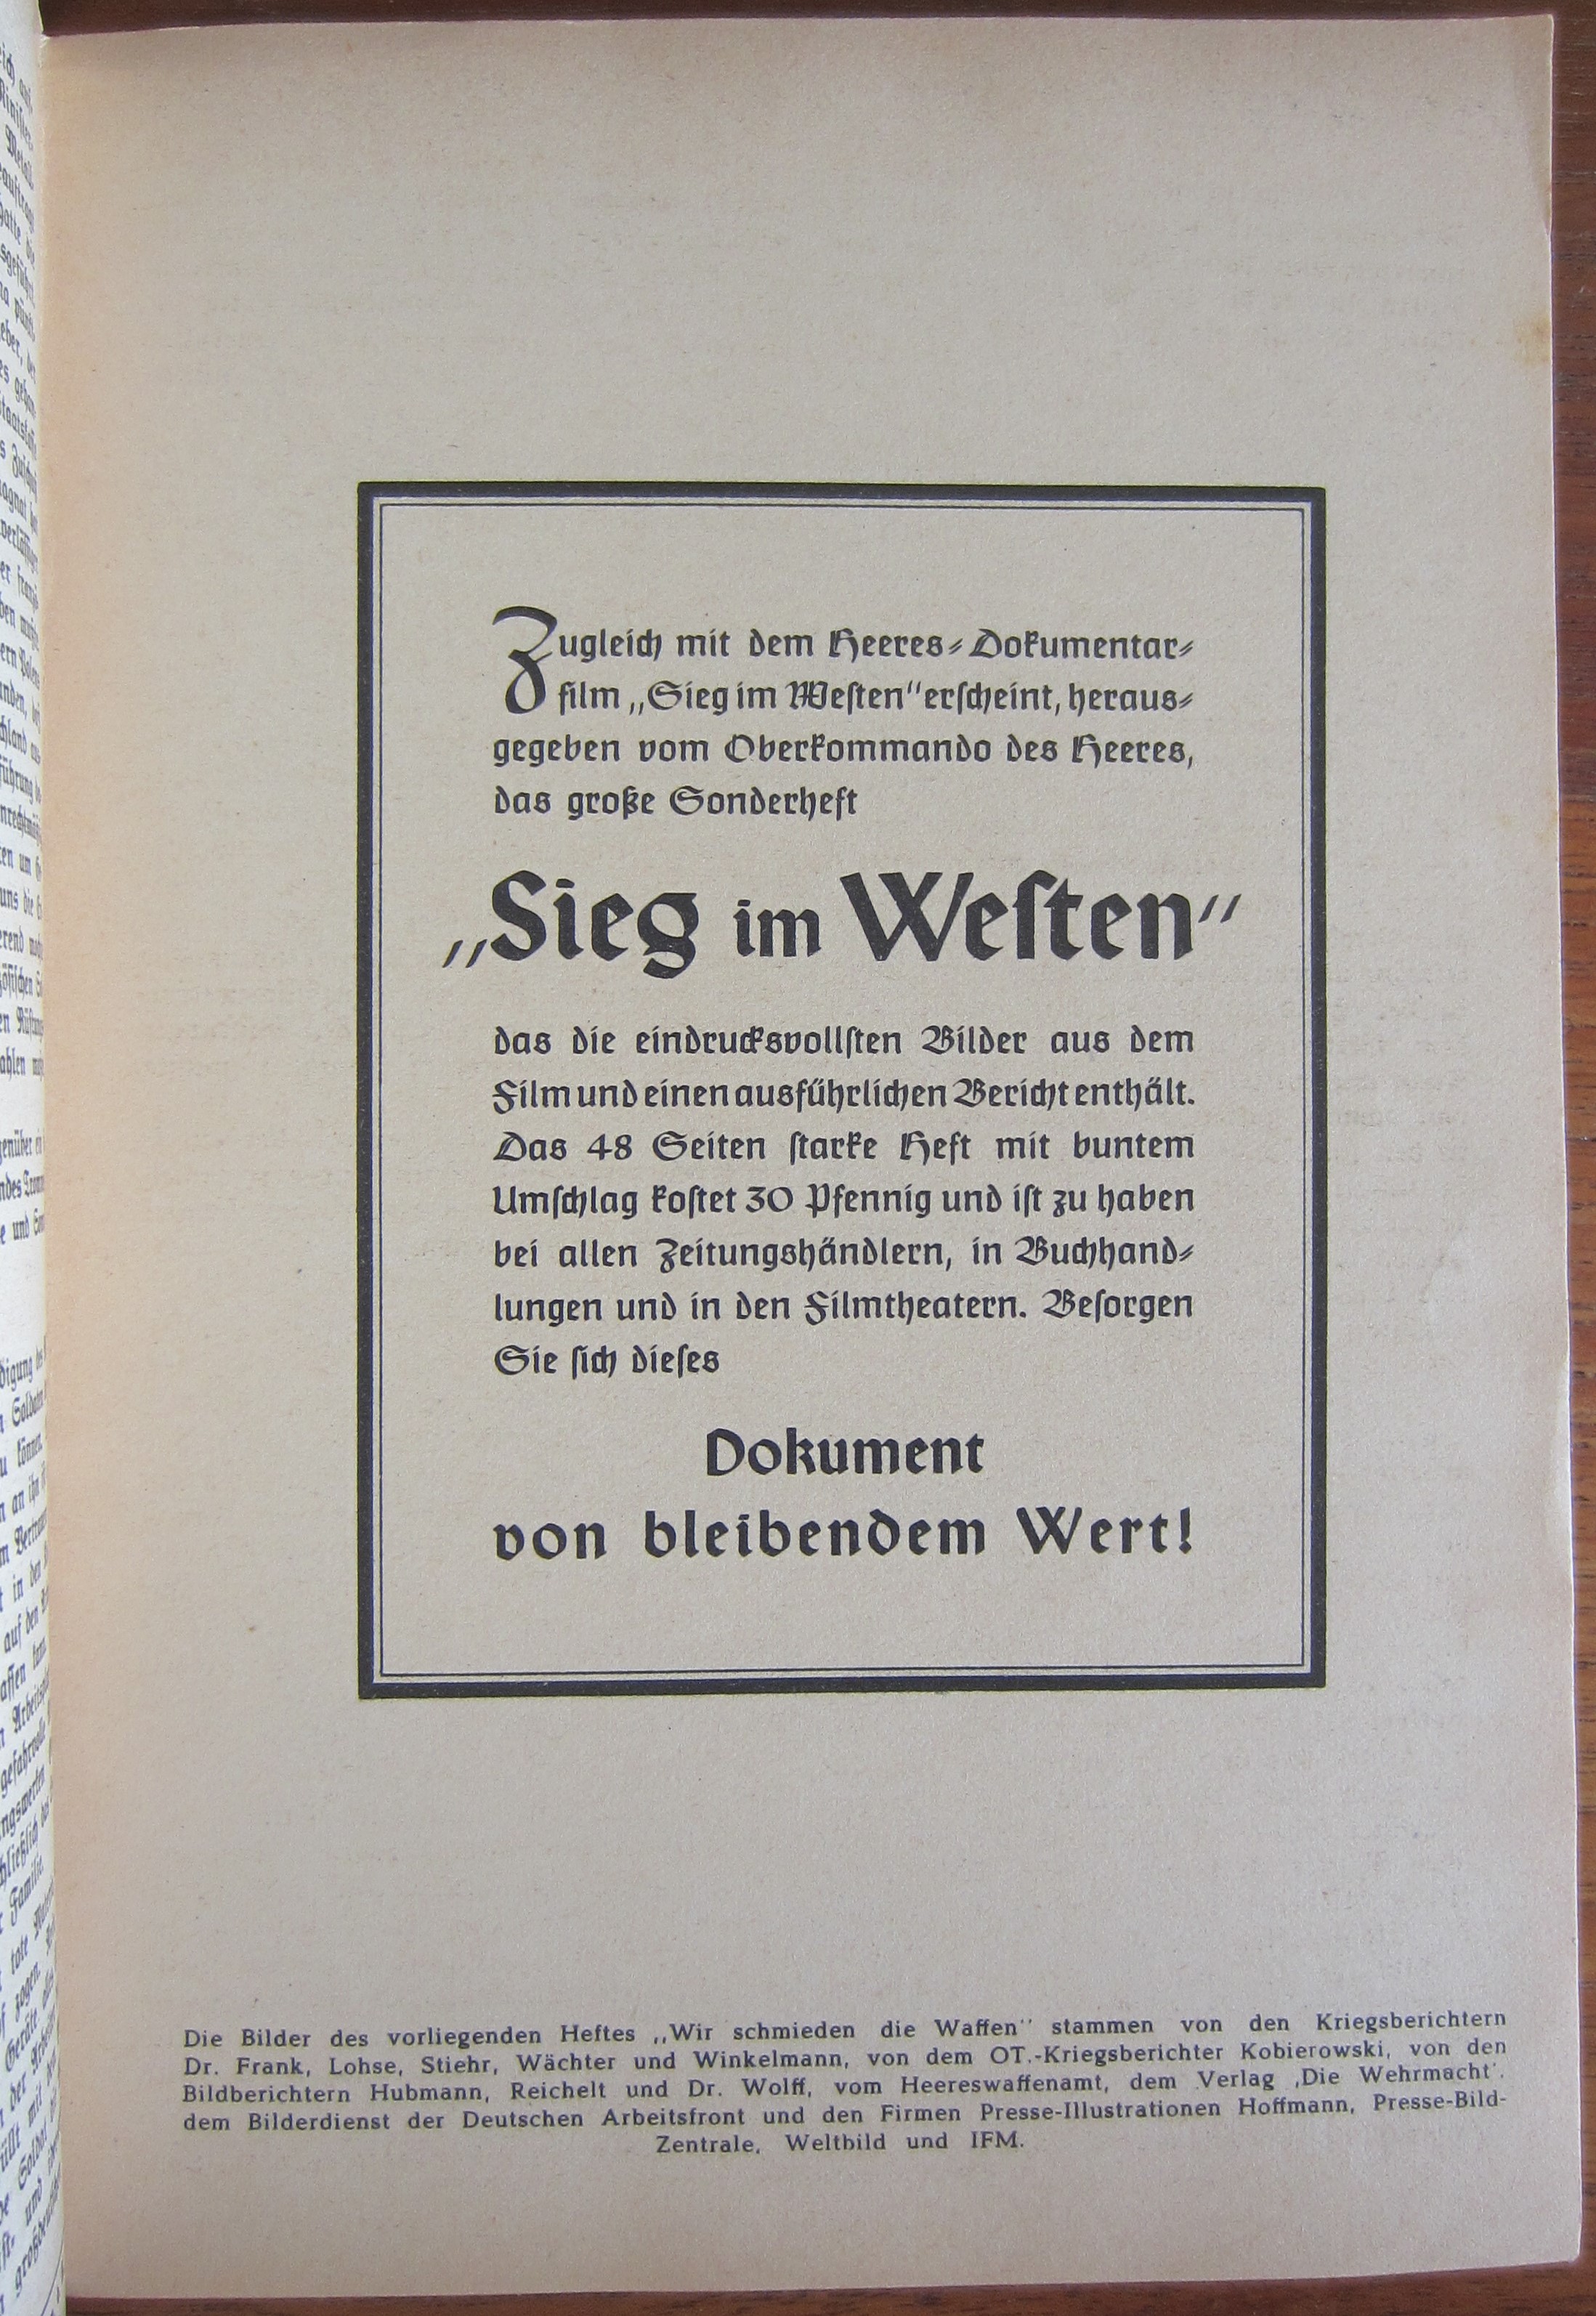 Zugleich mit dem Heeres-Dokumentar-
film „Sieg im Westen“ erscheint, heraus-
gegeben vom Oberkommando des Heeres,
das große Sonderheft
„Sieg im Westen“
das die eindrucksvollsten Bilder aus dem
Film und einen ausführlichen Bericht enthält.
Das 48 Seiten starke Heft mit buntem
Umschlag kostet 30 Pfennig und ist zu haben
bei allen Zeitungshändlern, in Buchhand-
lungen und in den Filmtheatern. Besorgen
Sie sich dieses
Dokument
von bleibendem Wert!
Die Bilder des vorliegenden Heftes „Wir schmieden die Waffen“ stammen von den Kriegsberichtern
Dr. Frank, Lohse, Stiehr, Wächter und Winkelmann, von dem OT.-Kriegsberichter Kobierowski, von den
Bildberichtern Hubmann, Reichelt und Dr. Wolff, vom Heereswaffenamt, dem Verlag ‚Die Wehrmacht‘,
dem Bilderdienst der Deutschen Arbeitsfront und den Firmen Presse-Illustrationen Hoffmann, Presse-Bild-
Zentrale, Weltbild und IFM.